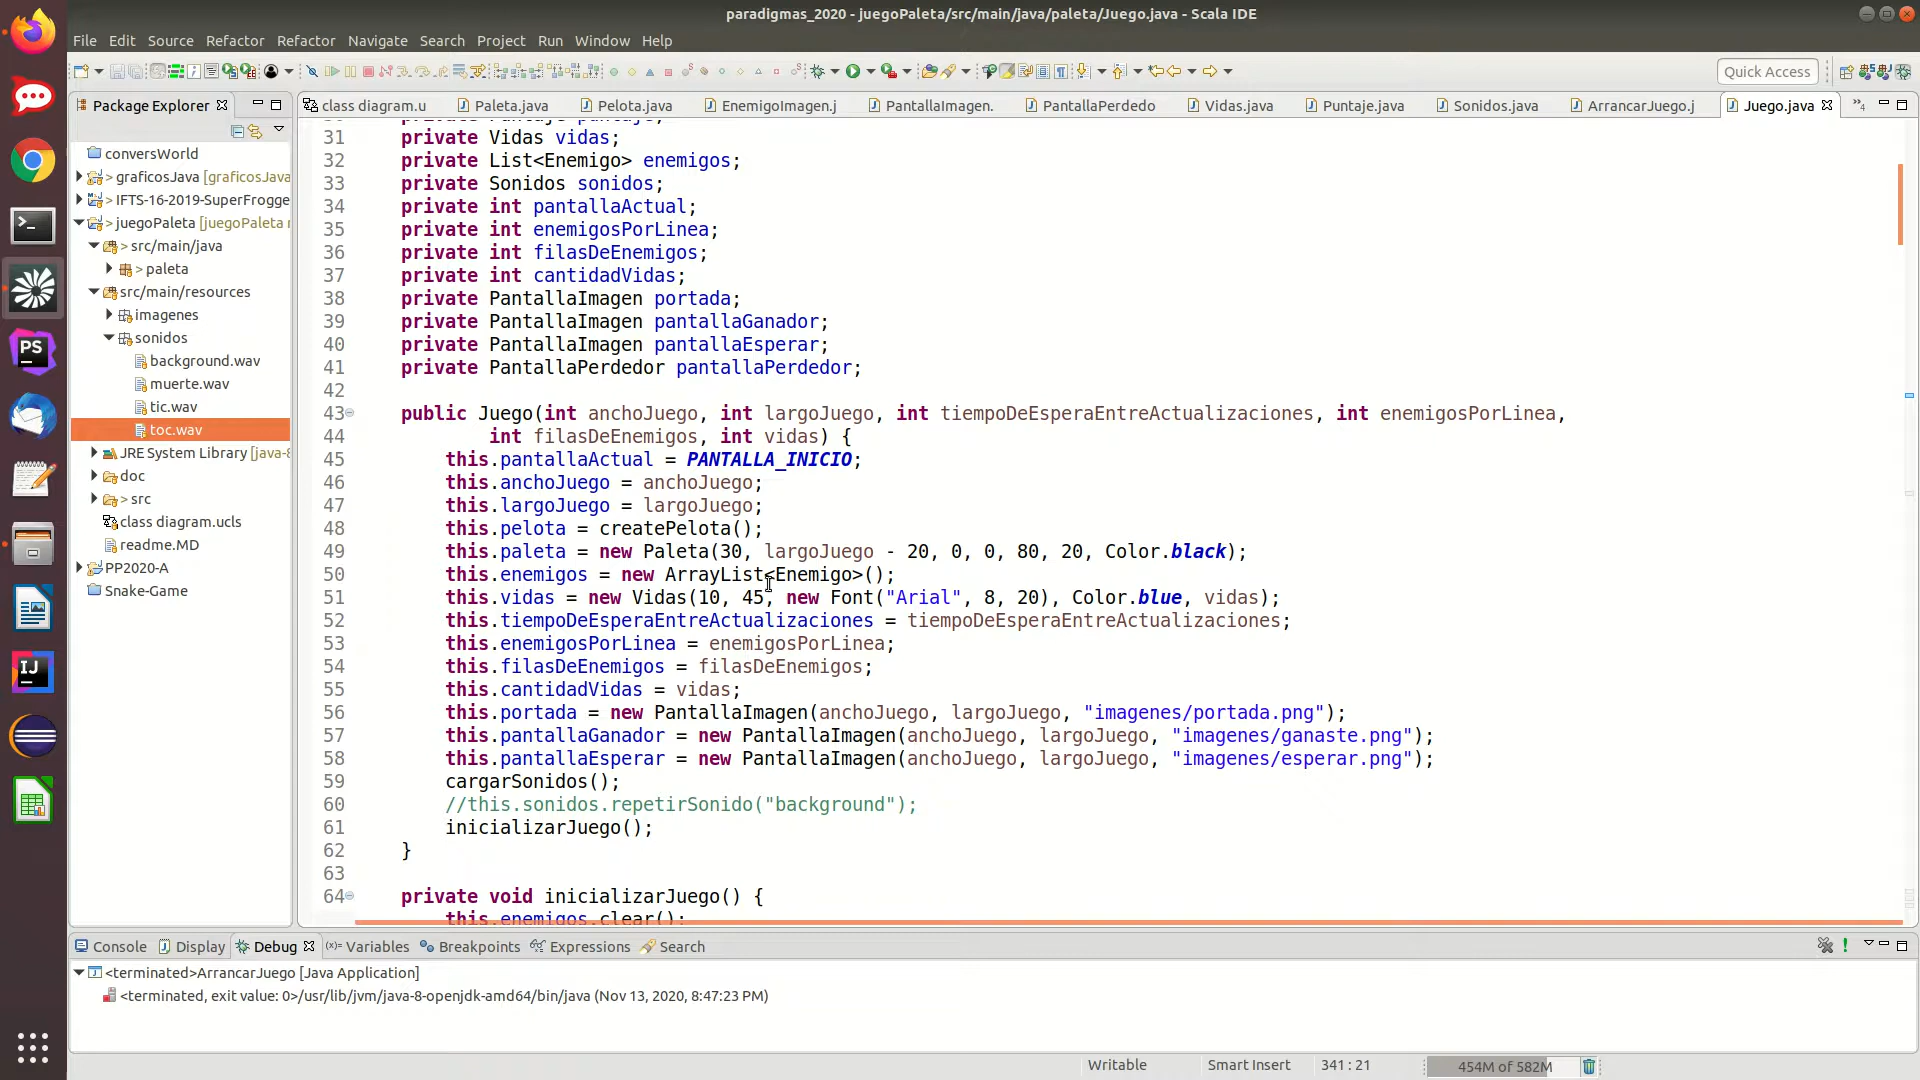 paradigmas_2020 - juegoPaleta/src/main/java/paleta/Juego.java - Scala IDE
File Edit Source Refactor Refactor Navigate Search Project Run Window Help
Quick Access
Package Explorer
class diagram.u Paleta.java Pelota.java EnemigoImagen.j PantallaImagen. PantallaPerdedo Vidas.java Puntaje.java Sonidos.java ArrancarJuego.j Juego.java »4
conversWorld
> graficosJava [graficosJava
> IFTS-16-2019-SuperFrogge
> juegoPaleta [juegoPaleta
> src/main/java
> paleta
src/main/resources
imagenes
sonidos
background.wav
muerte.wav
tic.wav
toc.wav
JRE System Library [java-8
doc
> src
class diagram.ucls
readme.MD
PP2020-A
Snake-Game
31 private Vidas vidas;
32 private List<Enemigo> enemigos;
33 private Sonidos sonidos;
34 private int pantallaActual;
35 private int enemigosPorLinea;
36 private int filasDeEnemigos;
37 private int cantidadVidas;
38 private PantallaImagen portada;
39 private PantallaImagen pantallaGanador;
40 private PantallaImagen pantallaEsperar;
41 private PantallaPerdedor pantallaPerdedor;
42
43 public Juego(int anchoJuego, int largoJuego, int tiempoDeEsperaEntreActualizaciones, int enemigosPorLinea,
44 int filasDeEnemigos, int vidas) {
45 this.pantallaActual = PANTALLA_INICIO;
46 this.anchoJuego = anchoJuego;
47 this.largoJuego = largoJuego;
48 this.pelota = createPelota();
49 this.paleta = new Paleta(30, largoJuego - 20, 0, 0, 80, 20, Color.black);
50 this.enemigos = new ArrayList<Enemigo>();
51 this.vidas = new Vidas(10, 45, new Font("Arial", 8, 20), Color.blue, vidas);
52 this.tiempoDeEsperaEntreActualizaciones = tiempoDeEsperaEntreActualizaciones;
53 this.enemigosPorLinea = enemigosPorLinea;
54 this.filasDeEnemigos = filasDeEnemigos;
55 this.cantidadVidas = vidas;
56 this.portada = new PantallaImagen(anchoJuego, largoJuego, "imagenes/portada.png");
57 this.pantallaGanador = new PantallaImagen(anchoJuego, largoJuego, "imagenes/ganaste.png");
58 this.pantallaEsperar = new PantallaImagen(anchoJuego, largoJuego, "imagenes/esperar.png");
59 cargarSonidos();
60 //this.sonidos.repetirSonido("background");
61 inicializarJuego();
62 }
63
64 private void inicializarJuego() {
this.enemigos.clear();
Console Display Debug Variables Breakpoints Expressions Search
<terminated>ArrancarJuego [Java Application]
<terminated, exit value: 0>/usr/lib/jvm/java-8-openjdk-amd64/bin/java (Nov 13, 2020, 8:47:23 PM)
Writable Smart Insert 341 : 21 454M of 582M